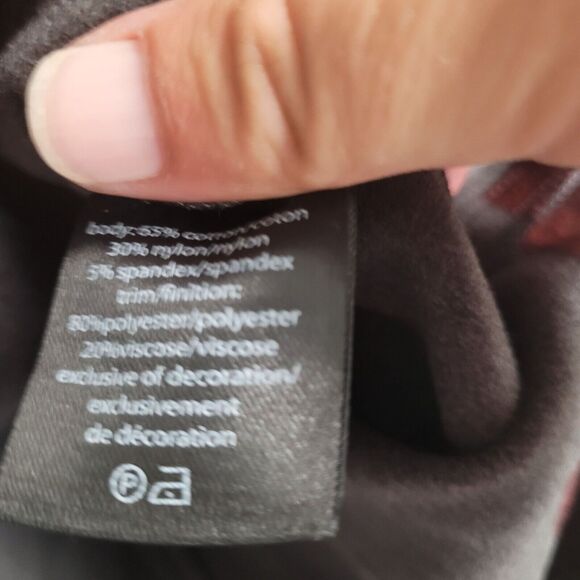 body: 65% cotton/coton
30% nylon/nylon
5% spandex/spandex
trim/finition:
80%polyester/polyester
20%viscose/viscose
exclusive of decoration/
exclusivement
de décoration
P